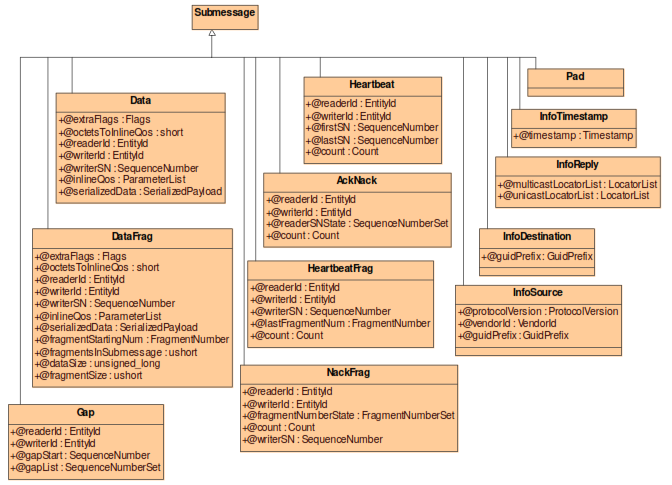 Submessage
Data
+@extraFlags : Flags
+@octetsToInlineQos : short
+@readerId : EntityId
+@writerId : EntityId
+@writerSN : SequenceNumber
+@inlineQos : ParameterList
+@serializedData : SerializedPayload
Heartbeat
+@readerId : EntityId
+@writerId : EntityId
+@firstSN : SequenceNumber
+@lastSN : SequenceNumber
+@count : Count
Pad
InfoTimestamp
+@timestamp : Timestamp
InfoReply
+@multicastLocatorList : LocatorList
+@unicastLocatorList : LocatorList
AckNack
+@readerId : EntityId
+@writerId : EntityId
+@readerSNState : SequenceNumberSet
+@count : Count
DataFrag
+@extraFlags : Flags
+@octetsToInlineQos : short
+@readerId : EntityId
+@writerId : EntityId
+@writerSN : SequenceNumber
+@inlineQos : ParameterList
+@serializedData : SerializedPayload
+@fragmentStartingNum : FragmentNumber
+@fragmentsInSubmessage : ushort
+@dataSize : unsigned_long
+@fragmentSize : ushort
InfoDestination
+@guidPrefix : GuidPrefix
HeartbeatFrag
+@readerId : EntityId
+@writerId : EntityId
+@writerSN : SequenceNumber
+@lastFragmentNum : FragmentNumber
+@count : Count
InfoSource
+@protocolVersion : ProtocolVersion
+@vendorId : VendorId
+@guidPrefix : GuidPrefix
NackFrag
+@readerId : EntityId
+@writerId : EntityId
+@fragmentNumberState : FragmentNumberSet
+@count : Count
+@writerSN : SequenceNumber
Gap
+@readerId : EntityId
+@writerId : EntityId
+@gapStart : SequenceNumber
+@gapList : SequenceNumberSet